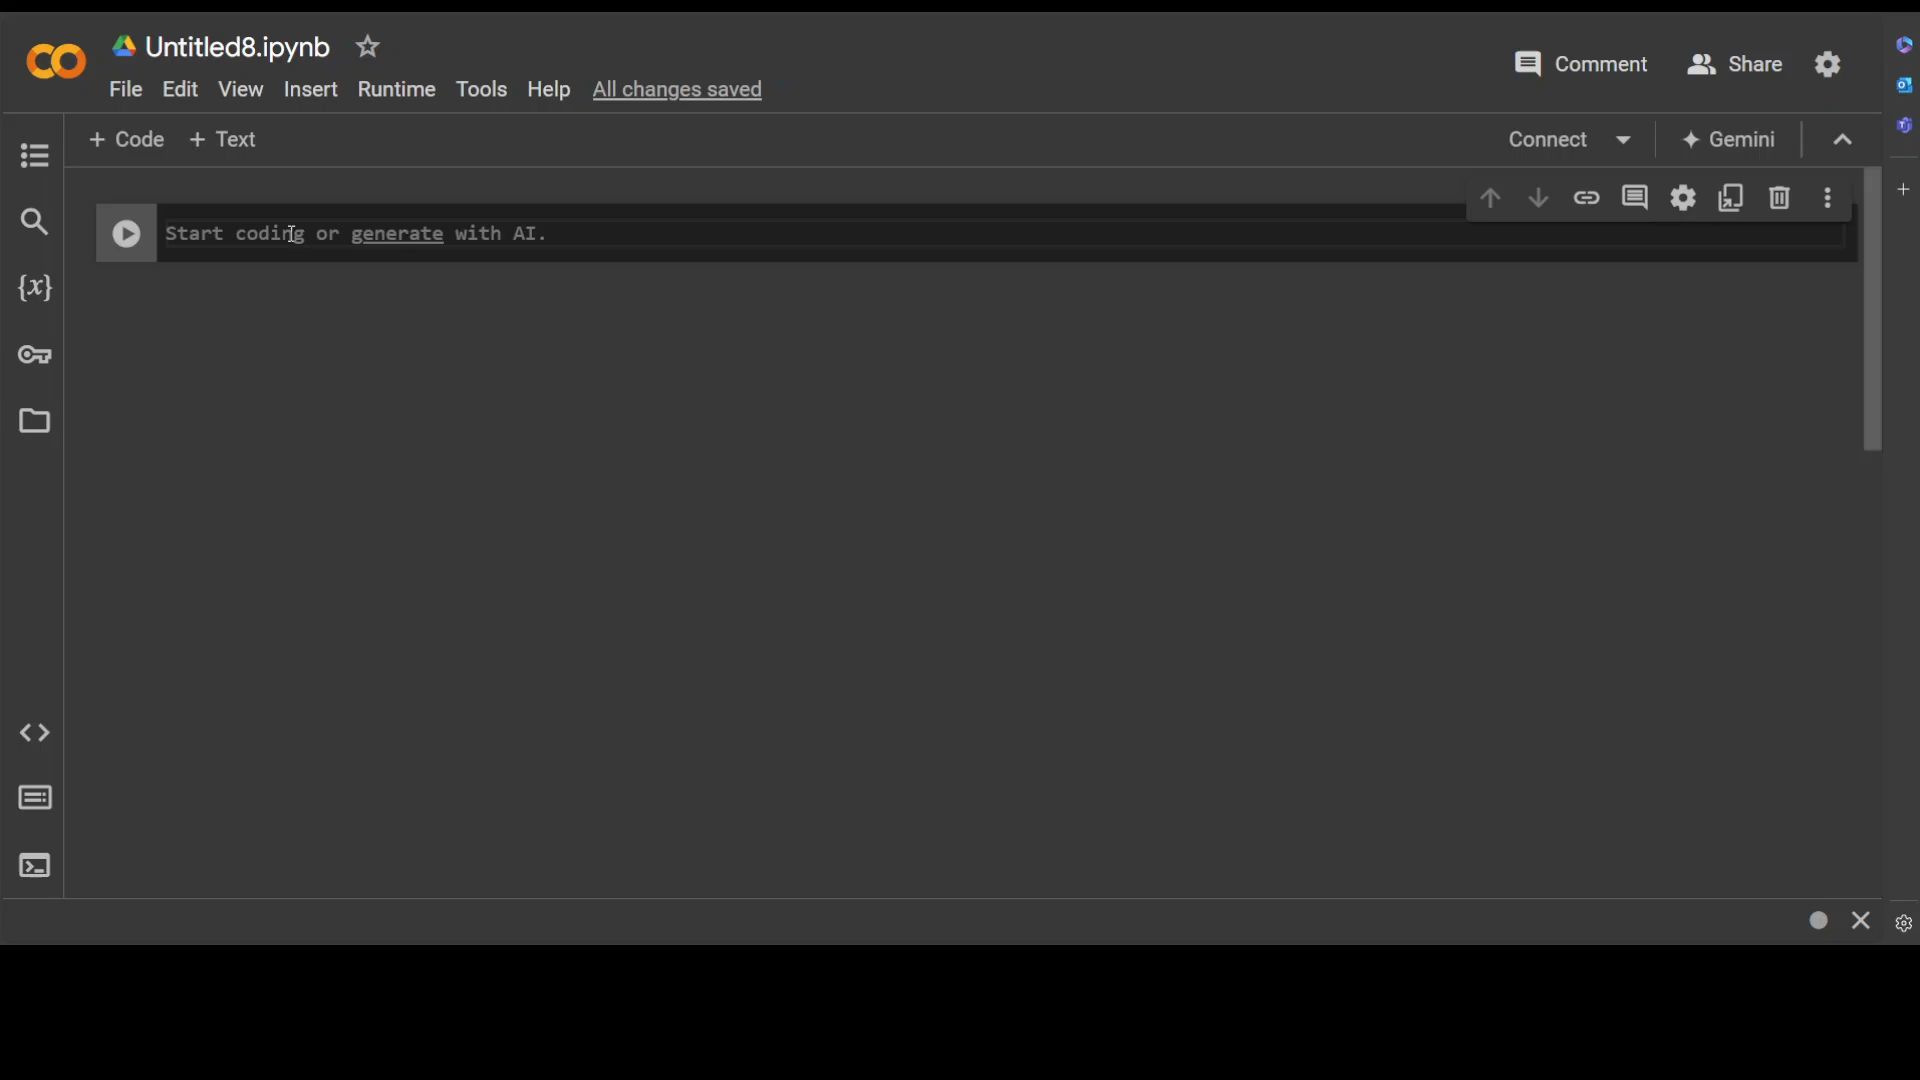 Untitled8.ipynb
File Edit View Insert Runtime Tools Help All changes saved
Comment Share
+ Code + Text
Connect Gemini
Start coding or generate with AI.
{x}